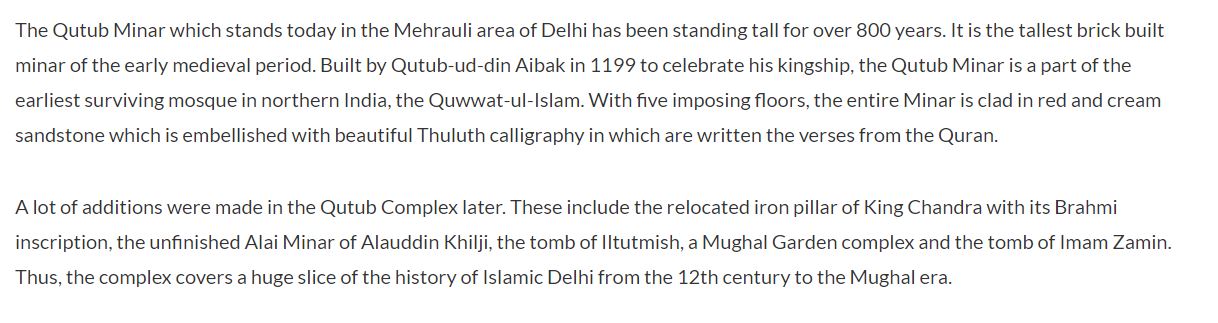 The Qutub Minar which stands today in the Mehrauli area of Delhi has been standing tall for over 800 years. It is the tallest brick built
minar of the early medieval period. Built by Qutub-ud-din Aibak in 1199 to celebrate his kingship, the Qutub Minar is a part of the
earliest surviving mosque in northern India, the Quwwat-ul-Islam. With five imposing floors, the entire Minar is clad in red and cream
sandstone which is embellished with beautiful Thuluth calligraphy in which are written the verses from the Quran.
A lot of additions were made in the Qutub Complex later. These include the relocated iron pillar of King Chandra with its Brahmi
inscription, the unfinished Alai Minar of Alauddin Khilji, the tomb of Iltutmish, a Mughal Garden complex and the tomb of Imam Zamin.
Thus, the complex covers a huge slice of the history of Islamic Delhi from the 12th century to the Mughal era.